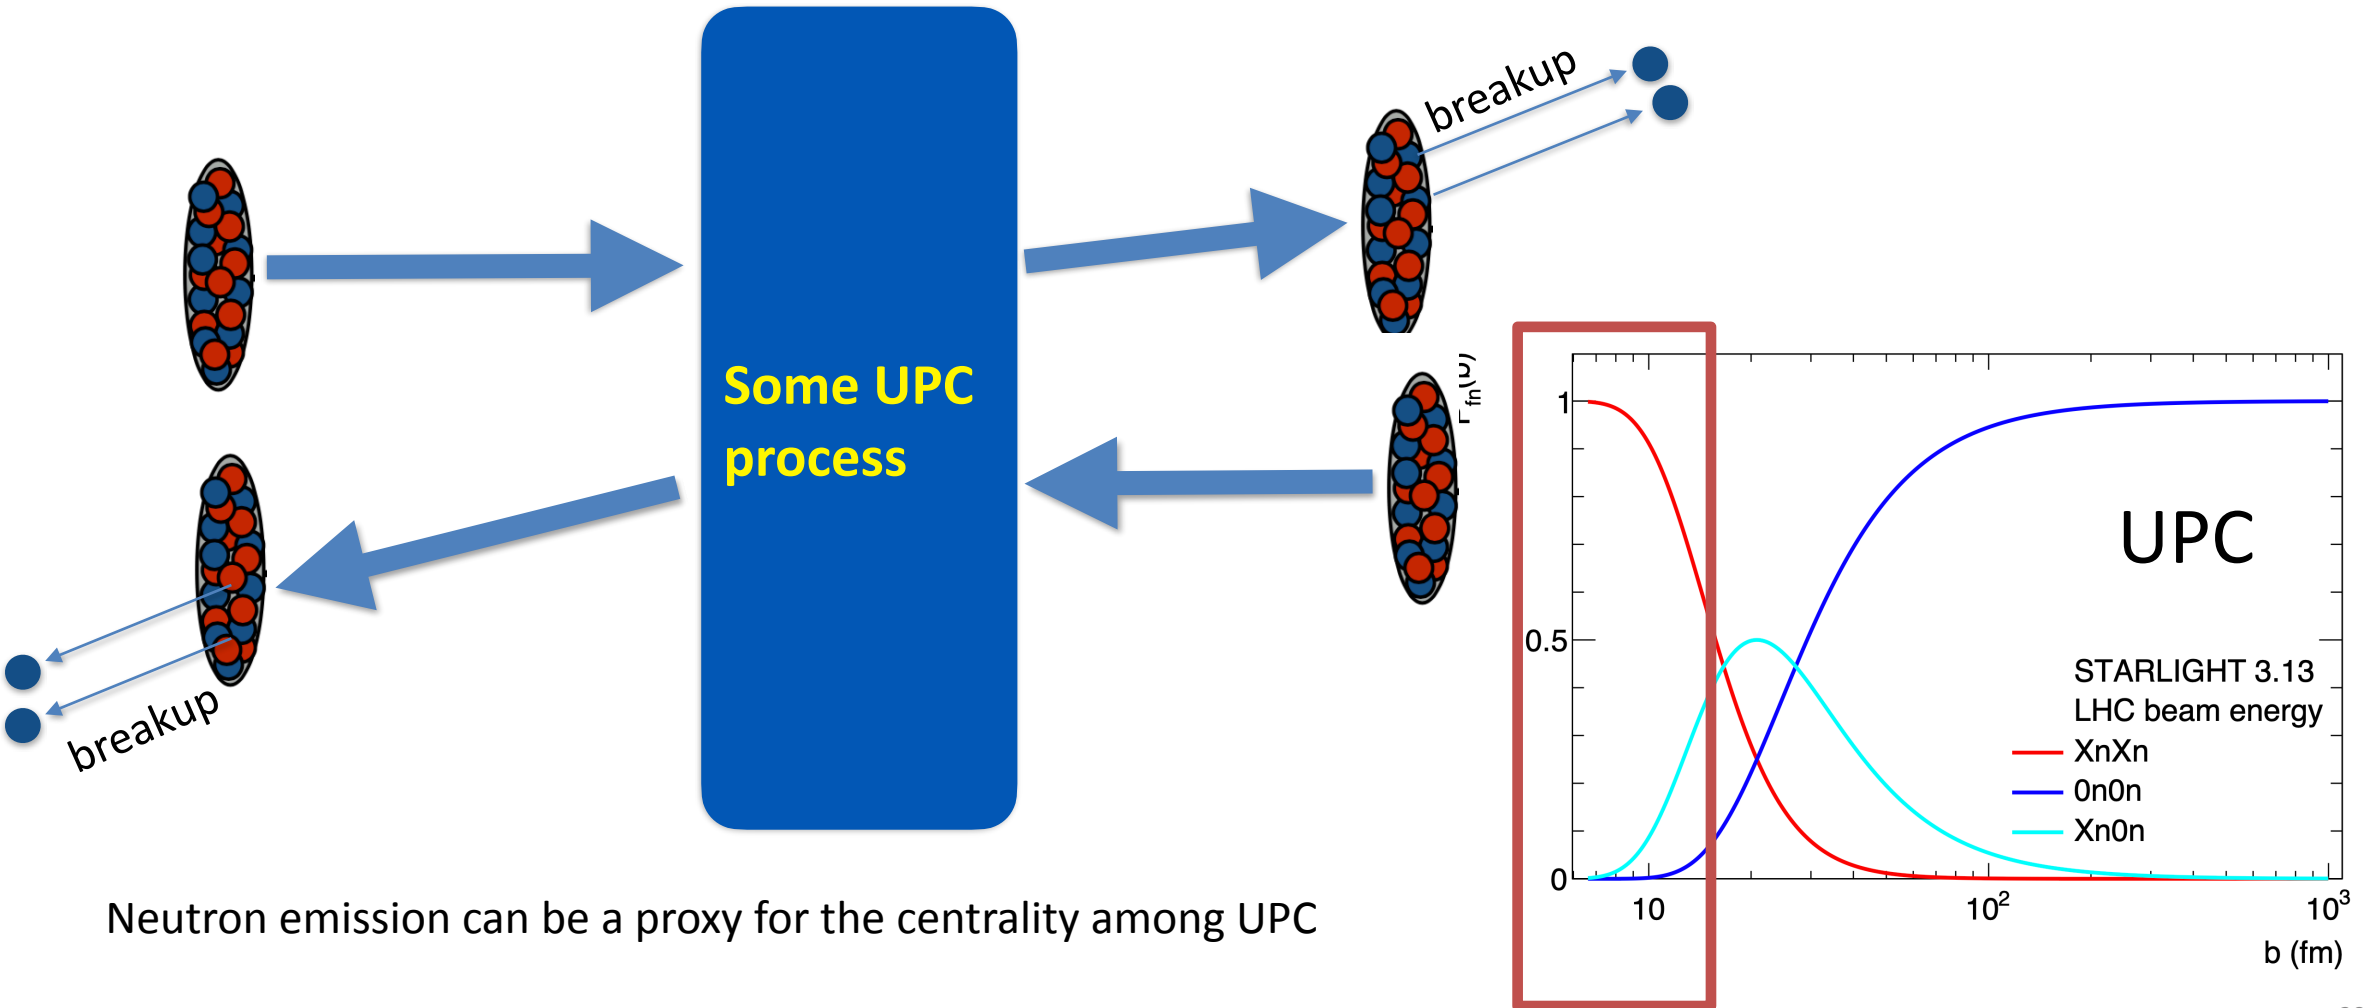 breakup
Some UPC
process
breakup
Neutron emission can be a proxy for the centrality among UPC
fn(b)
1
0.5
0
UPC
STARLIGHT 3.13
LHC beam energy
XnXn
0n0n
Xn0n
10
10²
10³
b (fm)